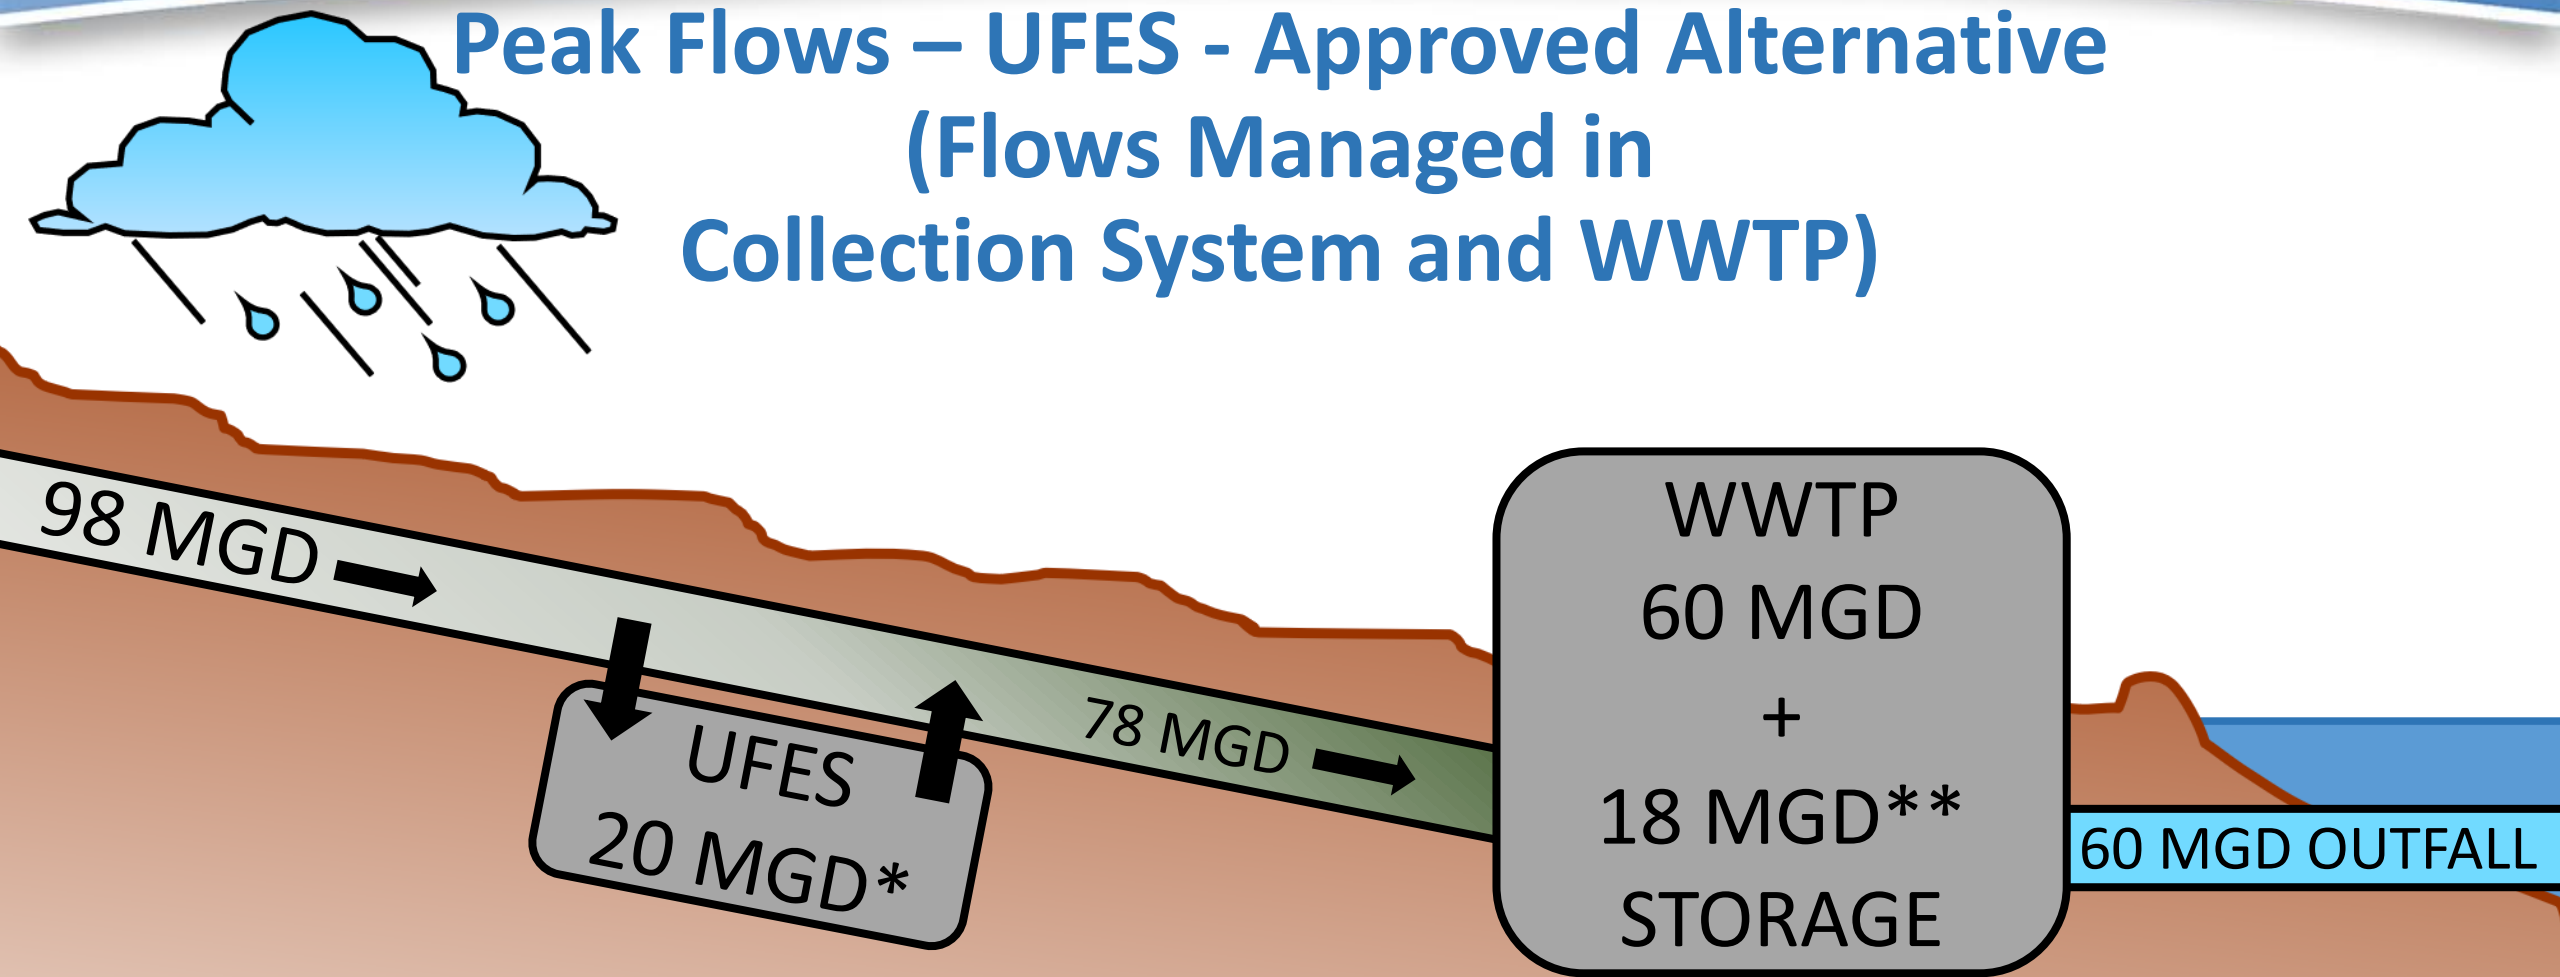 Peak Flows – UFES - Approved Alternative
(Flows Managed in
Collection System and WWTP)
98 MGD
UFES
20 MGD*
78 MGD
WWTP
60 MGD
+
18 MGD**
STORAGE
60 MGD OUTFALL